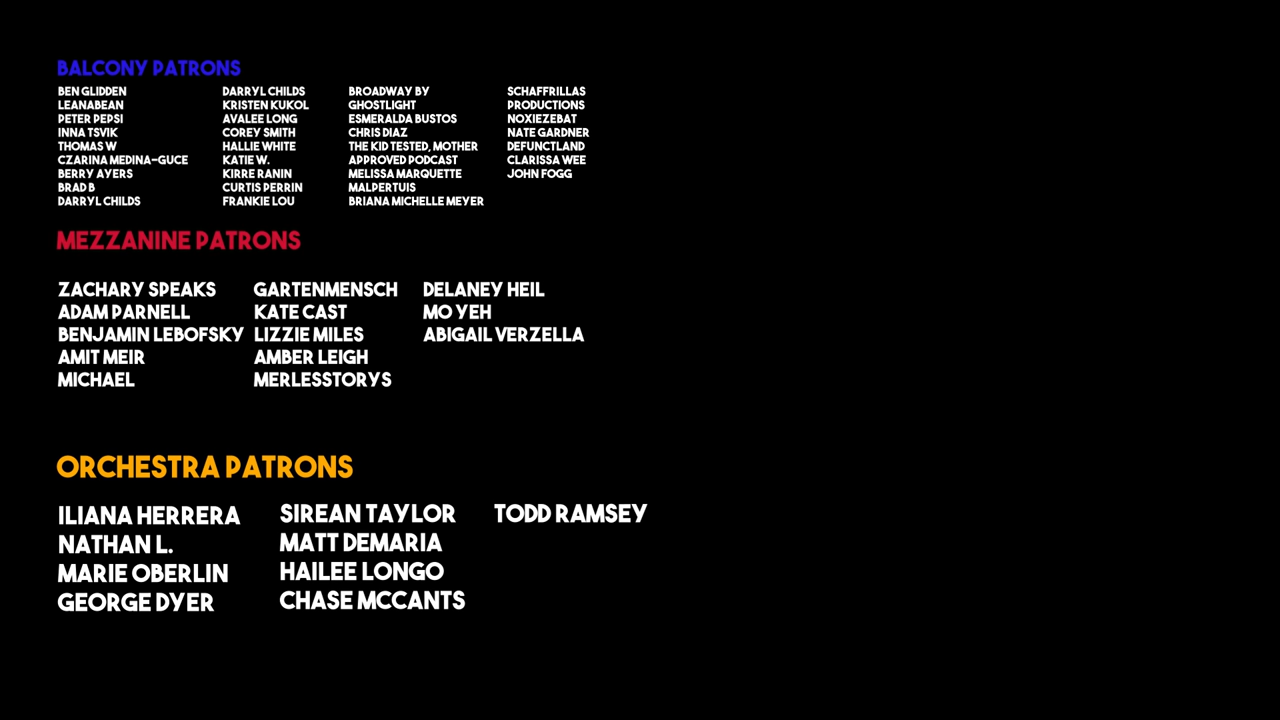 BALCONY PATRONS
BEN GLIDDEN
LEANABEAN
PETER PEPSI
INNA TSVIK
THOMAS W
CZARINA MEDINA-GUCE
BERRY AYERS
BRAD B
DARRYL CHILDS
DARRYL CHILDS
KRISTEN KUKOL
AVALEE LONG
COREY SMITH
HALLIE WHITE
KATIE W.
KIRRE RANIN
CURTIS PERRIN
FRANKIE LOU
BROADWAY BY
GHOSTLIGHT
ESMERALDA BUSTOS
CHRIS DIAZ
THE KID TESTED, MOTHER
APPROVED PODCAST
MELISSA MARQUETTE
MALPERTUIS
BRIANA MICHELLE MEYER
SCHAFFRILLAS
PRODUCTIONS
NOXIEZEBAT
NATE GARDNER
DEFUNCTLAND
CLARISSA WEE
JOHN FOGG
MEZZANINE PATRONS
ZACHARY SPEAKS
ADAM PARNELL
BENJAMIN LEBOFSKY
AMIT MEIR
MICHAEL
GARTENMENSCH
KATE CAST
LIZZIE MILES
AMBER LEIGH
MERLESSTORYS
DELANEY HEIL
MO YEH
ABIGAIL VERZELLA
ORCHESTRA PATRONS
ILIANA HERRERA
NATHAN L.
MARIE OBERLIN
GEORGE DYER
SIREAN TAYLOR
MATT DEMARIA
HAILEE LONGO
CHASE MCCANTS
TODD RAMSEY